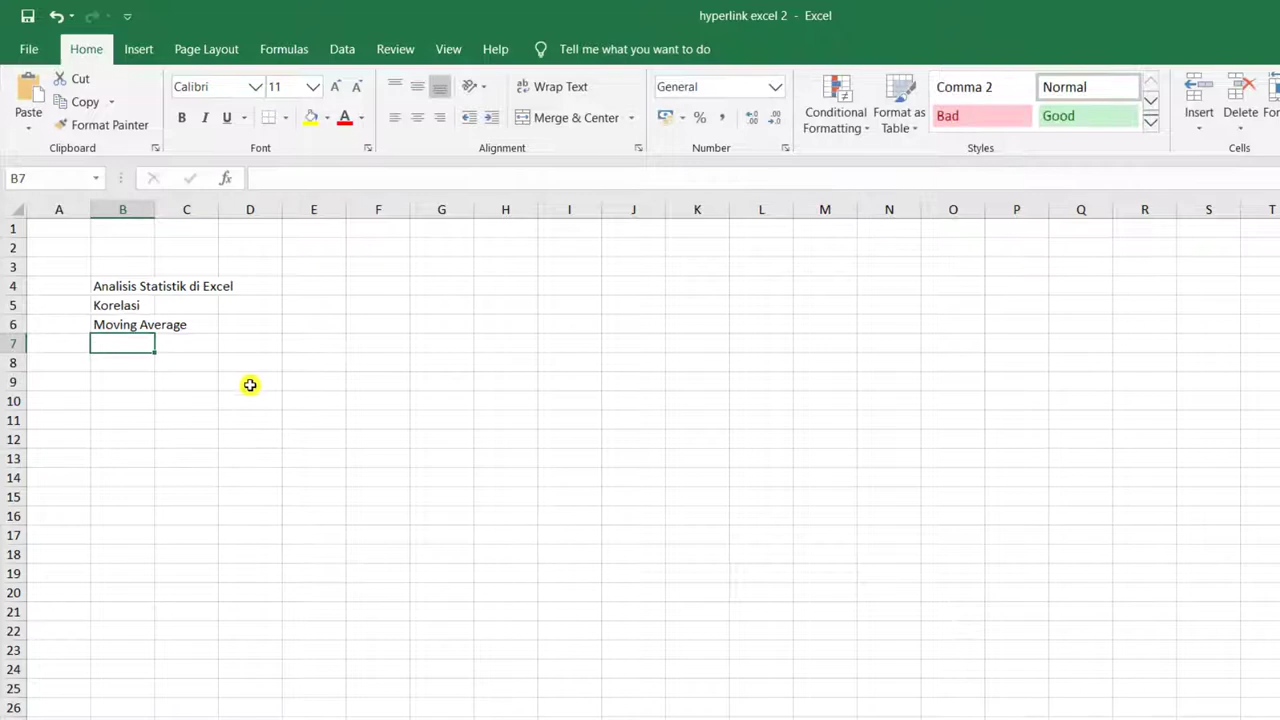 hyperlink excel 2 - Excel
File Home Insert Page Layout Formulas Data Review View Help Tell me what you want to do
Paste
Cut
Copy
Format Painter
Clipboard
Calibri 11
B I U A
Font
Wrap Text
Merge & Center
Alignment
General
%
Number
Conditional Formatting
Format as Table
Comma 2 Normal
Bad Good
Styles
Insert Delete
Cells
B7 fx
A B C D E F G H I J K L M N O P Q R S T
1
2
3
4 Analisis Statistik di Excel
5 Korelasi
6 Moving Average
7
8
9
10
11
12
13
14
15
16
17
18
19
20
21
22
23
24
25
26